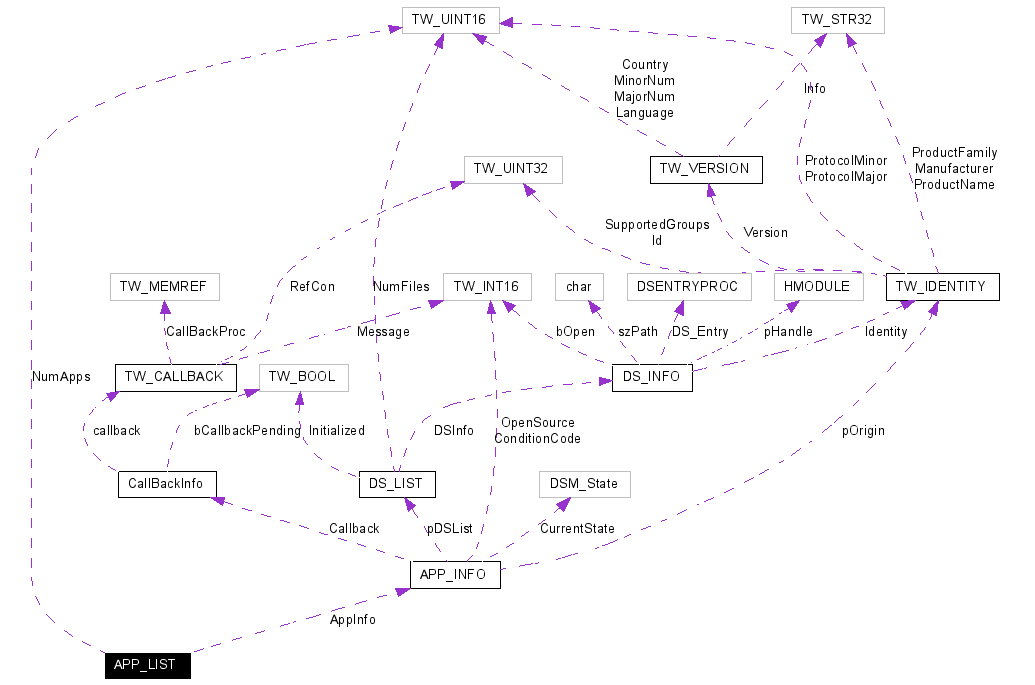 TW_UINT16
TW_STR32
Country
MinorNum
MajorNum
Language
Info
TW_UINT32
TW_VERSION
ProtocolMinor
ProtocolMajor
ProductFamily
Manufacturer
ProductName
SupportedGroups
Id
Version
TW_MEMREF
RefCon
NumFiles
TW_INT16
char
DSENTRYPROC
HMODULE
TW_IDENTITY
CallBackProc
Message
bOpen
szPath
DS_Entry
pHandle
Identity
NumApps
TW_CALLBACK
TW_BOOL
DS_INFO
callback
bCallbackPending
Initialized
DSInfo
OpenSource
ConditionCode
pOrigin
CallBackInfo
DS_LIST
DSM_State
Callback
pDSList
CurrentState
APP_INFO
AppInfo
APP_LIST